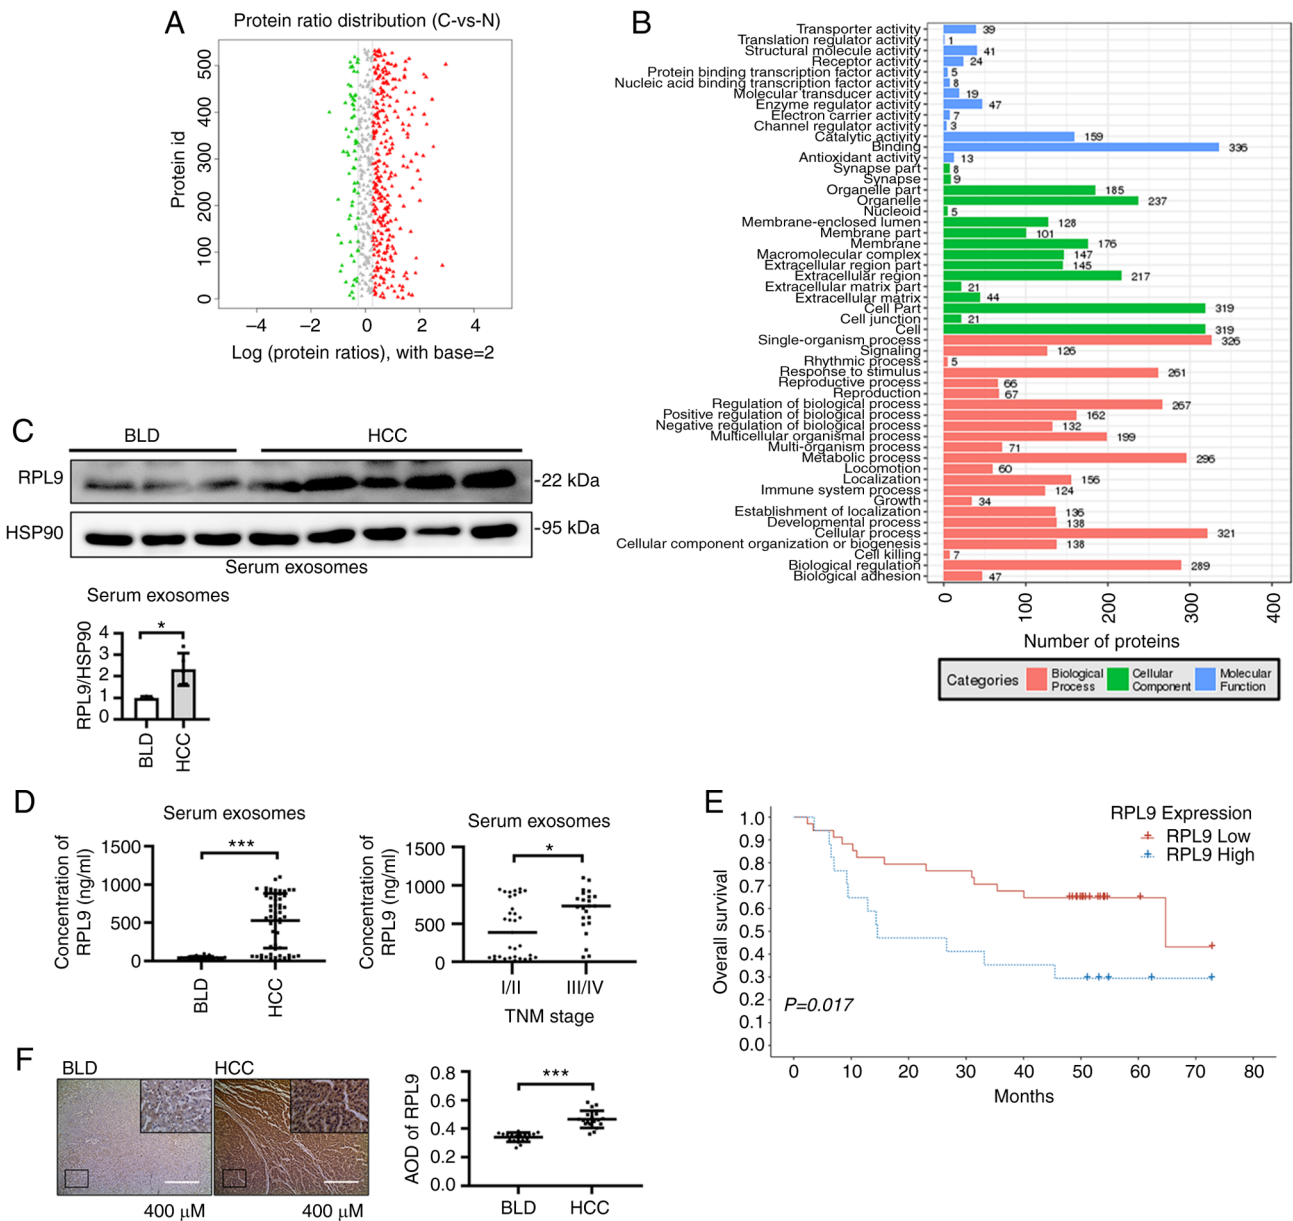 A
Protein ratio distribution (C-vs-N)
Protein id
500
400
300
200
100
0
−4 −2 0 2 4
Log (protein ratios), with base=2
B
Transporter activity 39
Translation regulator activity 1
Structural molecule activity 41
Receptor activity 24
Protein binding transcription factor activity 5
Nucleic acid binding transcription factor activity 8
Molecular transducer activity 19
Enzyme regulator activity 47
Electron carrier activity 7
Channel regulator activity 3
Catalytic activity 159
Binding 336
Antioxidant activity 13
Synapse part 8
Synapse 9
Organelle part 185
Organelle 237
Nucleoid 5
Membrane-enclosed lumen 128
Membrane part 101
Membrane 176
Macromolecular complex 147
Extracellular region part 145
Extracellular region 217
Extracellular matrix part 21
Extracellular matrix 44
Cell Part 319
Cell junction 21
Cell 319
Single-organism process 326
Signaling 126
Rhythmic process 5
Response to stimulus 261
Reproductive process 66
Reproduction 67
Regulation of biological process 267
Positive regulation of biological process 162
Negative regulation of biological process 132
Multicellular organismal process 199
Multi-organism process 71
Metabolic process 296
Locomotion 60
Localization 156
Immune system process 124
Growth 34
Establishment of localization 136
Developmental process 138
Cellular process 321
Cellular component organization or biogenesis 138
Cell killing 7
Biological regulation 289
Biological adhesion 47
0 100 200 300 400
Number of proteins
Categories Biological Process Cellular Component Molecular Function
C
BLD HCC
RPL9 -22 kDa
HSP90 -95 kDa
Serum exosomes
Serum exosomes
RPL9/HSP90
4
3
2
1
0
*
BLD HCC
D
Serum exosomes
Concentration of RPL9 (ng/ml)
1500
1000
500
0
***
BLD HCC
Serum exosomes
Concentration of RPL9 (ng/ml)
1500
1000
500
0
*
I/II III/IV
TNM stage
E
RPL9 Expression
RPL9 Low
RPL9 High
Overall survival
1.0
0.9
0.8
0.7
0.6
0.5
0.4
0.3
0.2
0.1
0.0
P=0.017
0 10 20 30 40 50 60 70 80
Months
F
BLD HCC
400 µM 400 µM
AOD of RPL9
0.8
0.6
0.4
0.2
0.0
***
BLD HCC